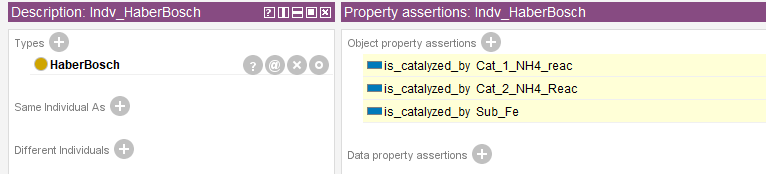 Description: Indv_HaberBosch
Types
HaberBosch
Same Individual As
Different Individuals
Property assertions: Indv_HaberBosch
Object property assertions
is_catalyzed_by Cat_1_NH4_reac
is_catalyzed_by Cat_2_NH4_Reac
is_catalyzed_by Sub_Fe
Data property assertions